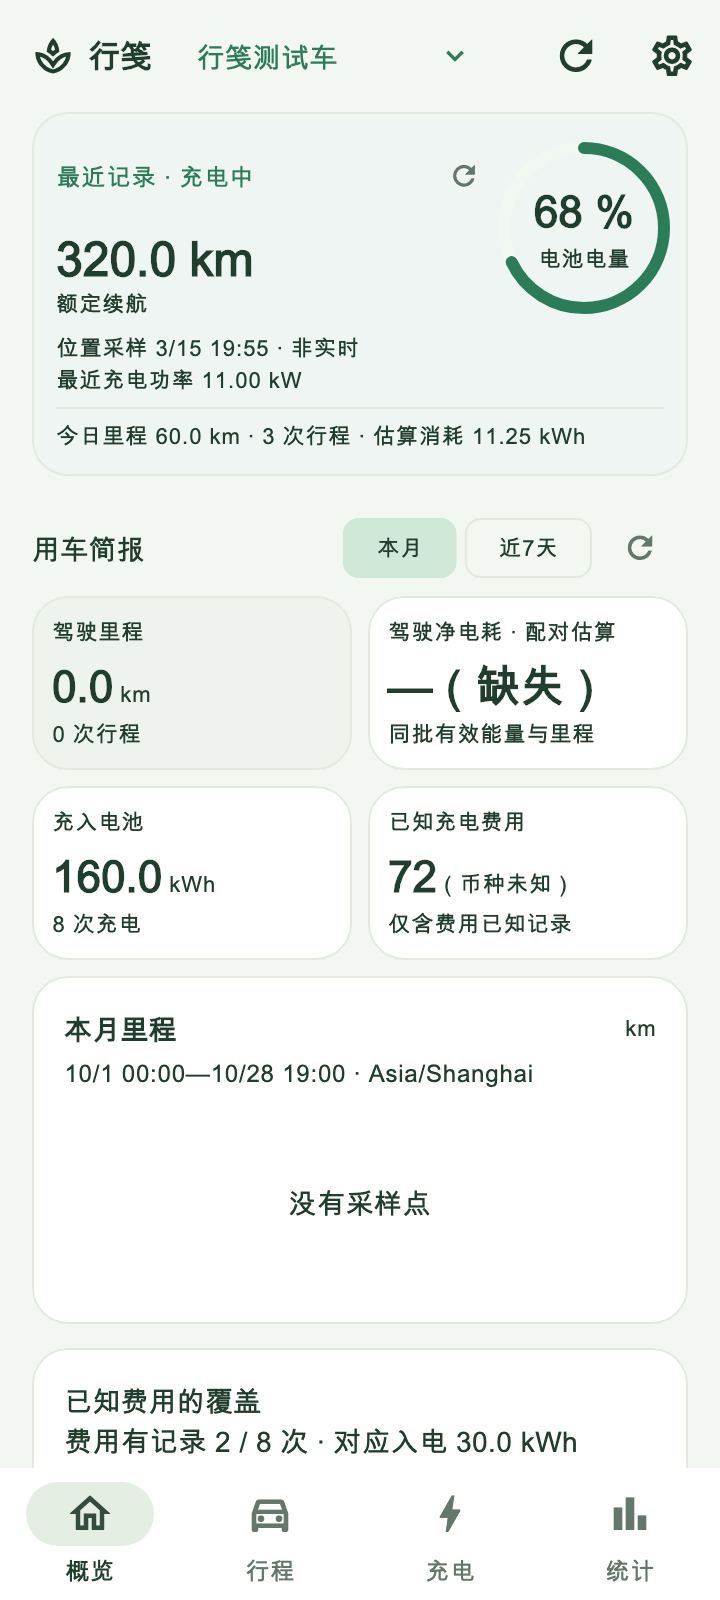 行笺
行笺测试车
最近记录 · 充电中
68 %
电池电量
320.0 km
额定续航
位置采样 3/15 19:55 · 非实时
最近充电功率 11.00 kW
今日里程 60.0 km · 3 次行程 · 估算消耗 11.25 kWh
用车简报
本月
近7天
驾驶里程
0.0 km
0 次行程
驾驶净电耗 · 配对估算
—（缺失）
同批有效能量与里程
充入电池
160.0 kWh
8 次充电
已知充电费用
72（币种未知）
仅含费用已知记录
本月里程
km
10/1 00:00—10/28 19:00 · Asia/Shanghai
没有采样点
已知费用的覆盖
费用有记录 2 / 8 次 · 对应入电 30.0 kWh
概览
行程
充电
统计